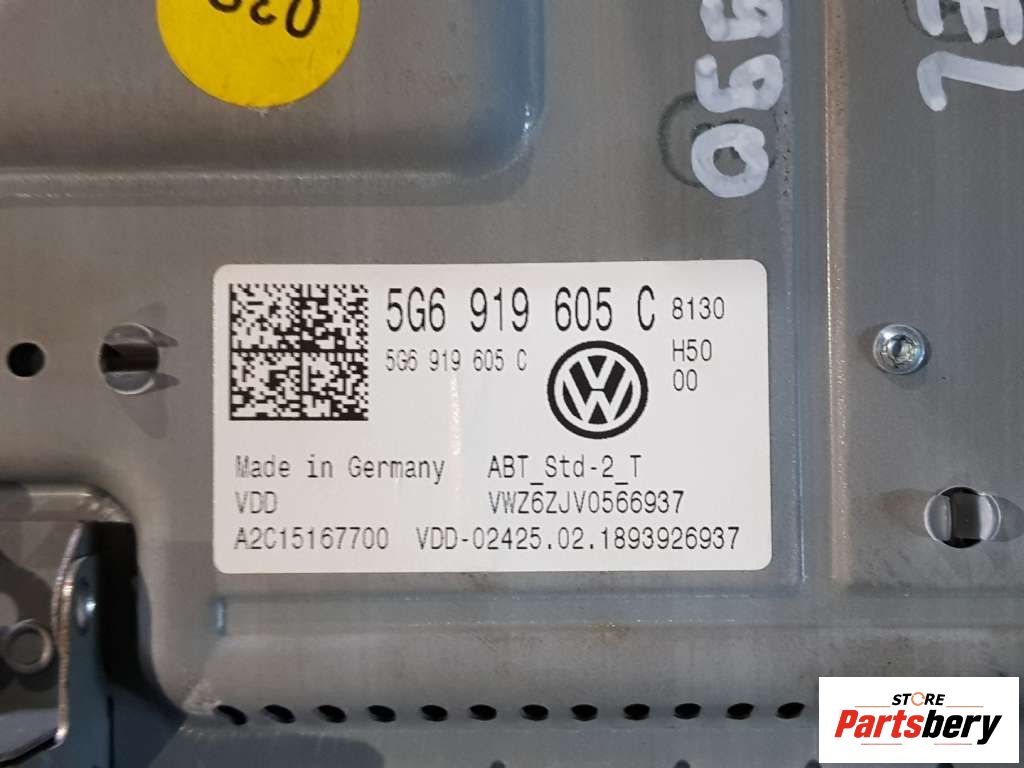 5G6 919 605 C 8130
5G6 919 605 C
H50
00
Made in Germany ABT_Std-2_T
VDD VWZ6ZJV0566937
A2C15167700 VDD-02425.02.1893926937
STORE
Partsbery